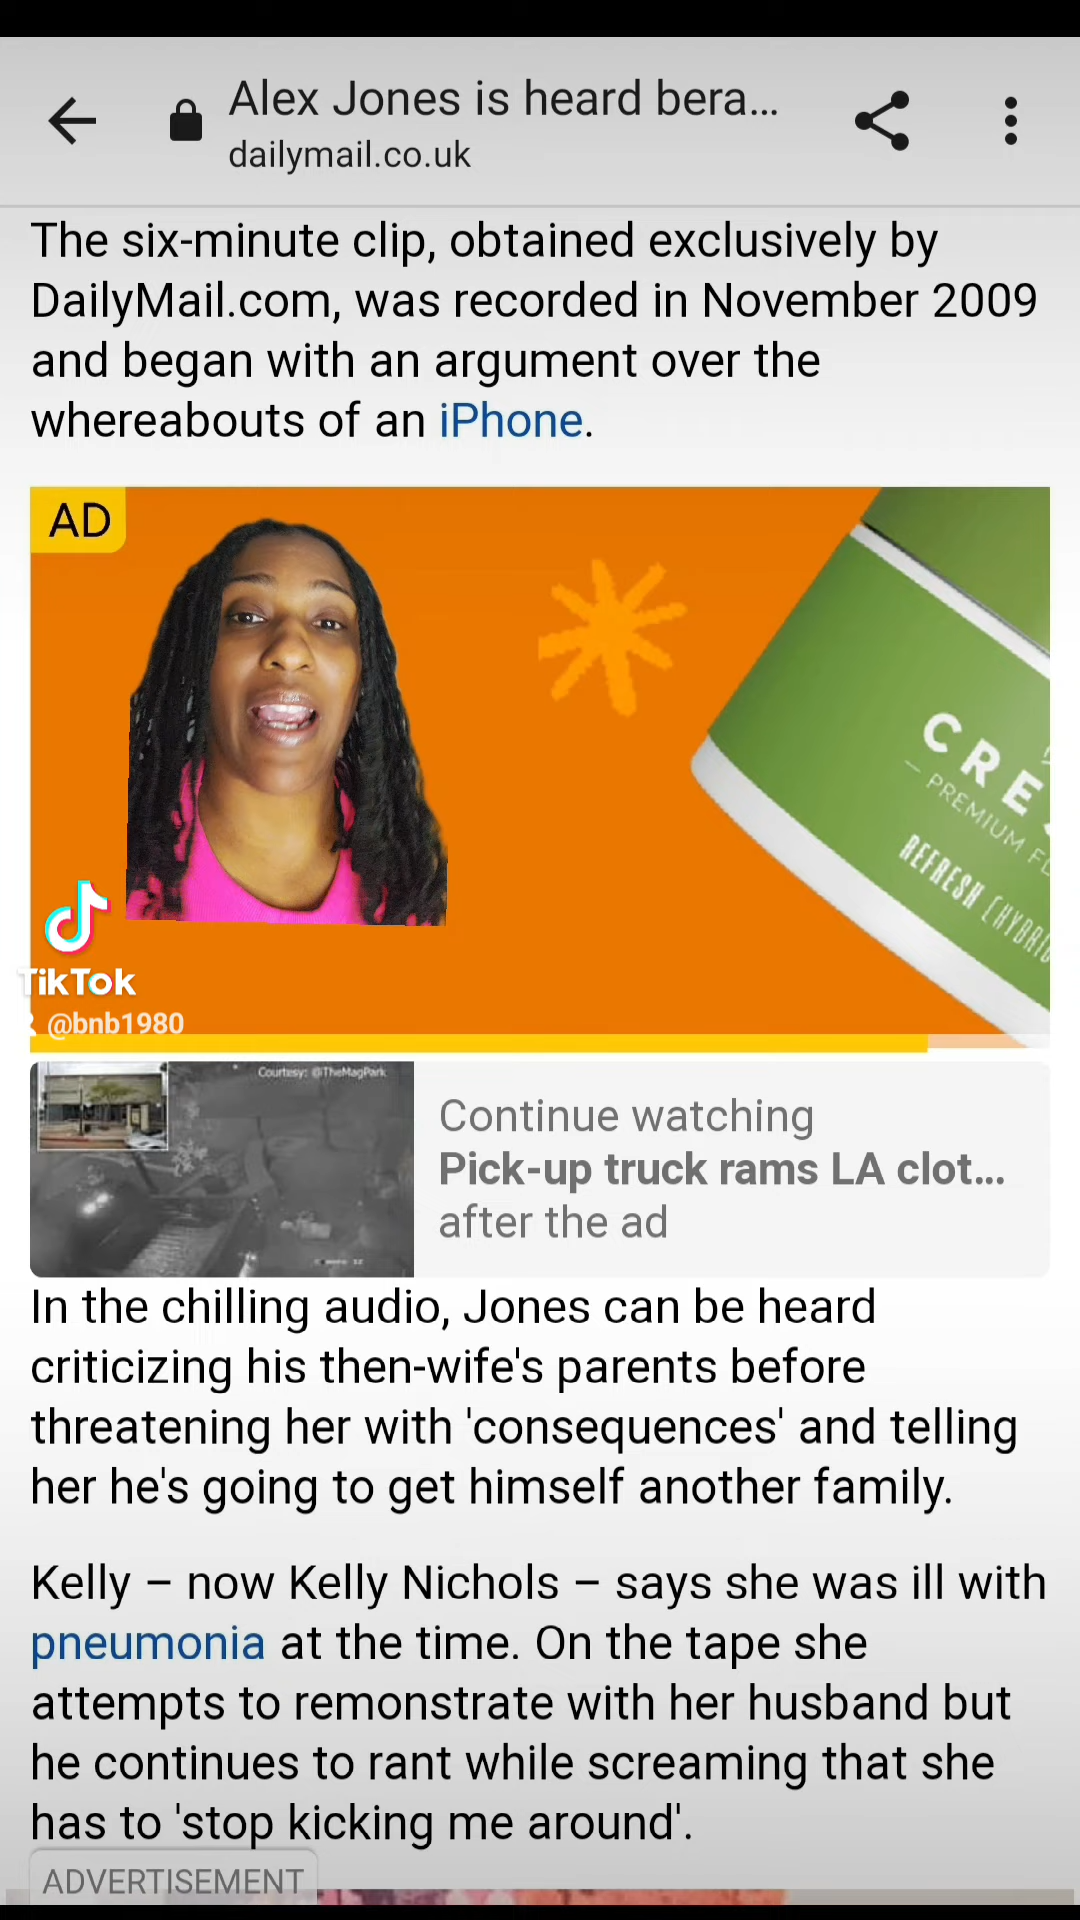 Alex Jones is heard bera...
dailymail.co.uk
The six-minute clip, obtained exclusively by
DailyMail.com, was recorded in November 2009
and began with an argument over the
whereabouts of an iPhone.
AD
CRE
PREMIUM
REFRESH [HYBRID
TikTok
@bnb1980
Courtesy: @TheMagPark
Continue watching
Pick-up truck rams LA clot...
after the ad
In the chilling audio, Jones can be heard
criticizing his then-wife's parents before
threatening her with 'consequences' and telling
her he's going to get himself another family.
Kelly – now Kelly Nichols – says she was ill with
pneumonia at the time. On the tape she
attempts to remonstrate with her husband but
he continues to rant while screaming that she
has to 'stop kicking me around'.
ADVERTISEMENT